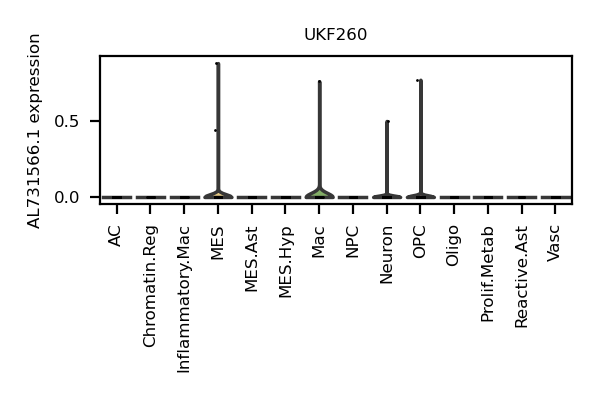 UKF260
AL731566.1 expression
0.5
0.0
AC
Chromatin.Reg
Inflammatory.Mac
MES
MES.Ast
MES.Hyp
Mac
NPC
Neuron
OPC
Oligo
Prolif.Metab
Reactive.Ast
Vasc